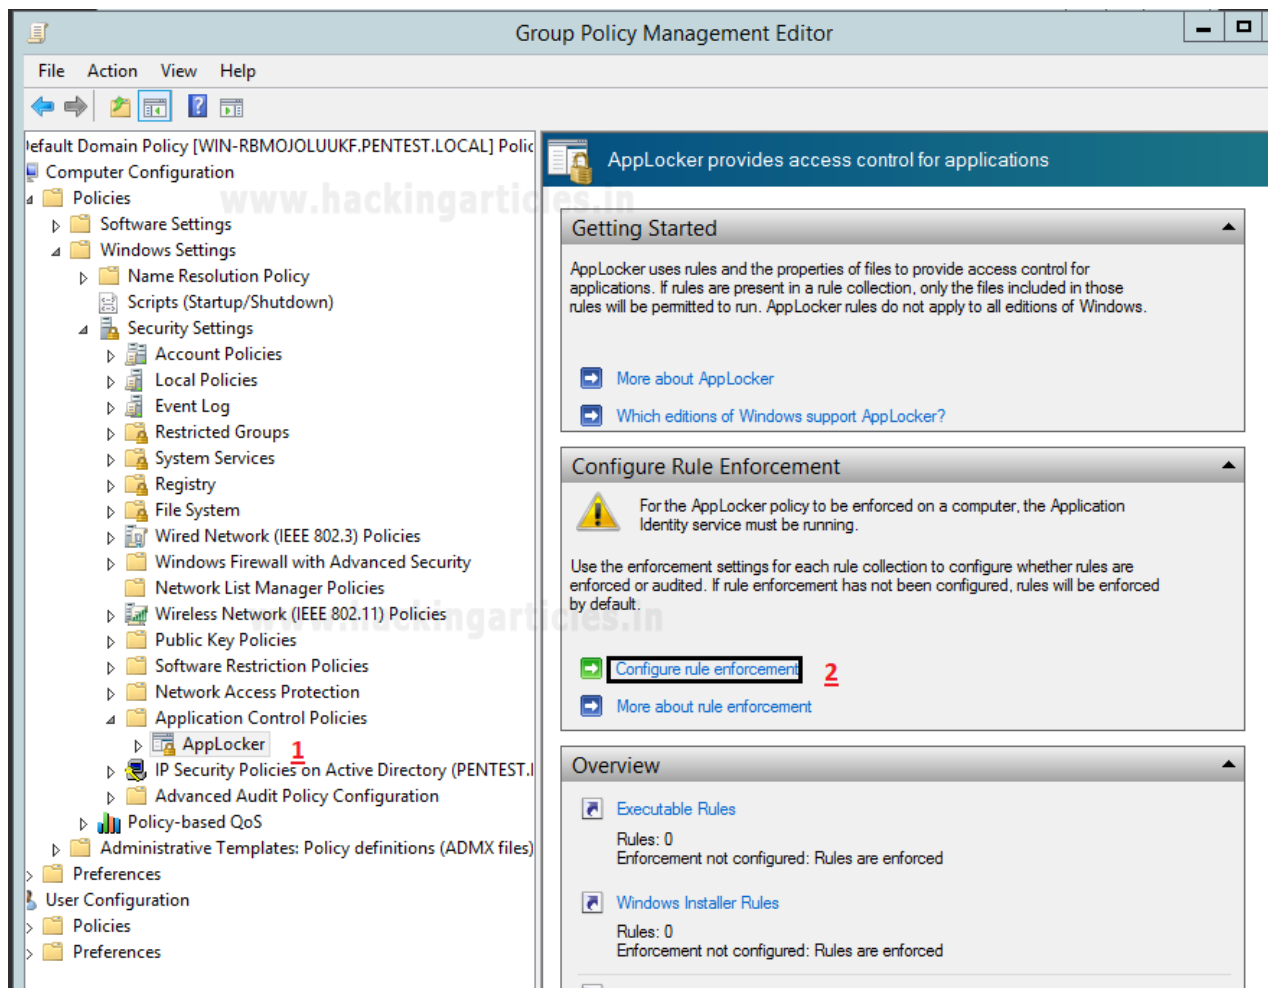 Group Policy Management Editor
File Action View Help
efault Domain Policy [WIN-RBMOJOLUUKF.PENTEST.LOCAL] Polic
Computer Configuration
Policies
Software Settings
Windows Settings
Name Resolution Policy
Scripts (Startup/Shutdown)
Security Settings
Account Policies
Local Policies
Event Log
Restricted Groups
System Services
Registry
File System
Wired Network (IEEE 802.3) Policies
Windows Firewall with Advanced Security
Network List Manager Policies
Wireless Network (IEEE 802.11) Policies
Public Key Policies
Software Restriction Policies
Network Access Protection
Application Control Policies
AppLocker 1
IP Security Policies on Active Directory (PENTEST.
Advanced Audit Policy Configuration
Policy-based QoS
Administrative Templates: Policy definitions (ADMX files)
Preferences
User Configuration
Policies
Preferences
www.hackingarticles.in
www.hackingarticles.in
AppLocker provides access control for applications
Getting Started
AppLocker uses rules and the properties of files to provide access control for
applications. If rules are present in a rule collection, only the files included in those
rules will be permitted to run. AppLocker rules do not apply to all editions of Windows.
More about AppLocker
Which editions of Windows support AppLocker?
Configure Rule Enforcement
For the AppLocker policy to be enforced on a computer, the Application
Identity service must be running.
Use the enforcement settings for each rule collection to configure whether rules are
enforced or audited. If rule enforcement has not been configured, rules will be enforced
by default.
Configure rule enforcement 2
More about rule enforcement
Overview
Executable Rules
Rules: 0
Enforcement not configured: Rules are enforced
Windows Installer Rules
Rules: 0
Enforcement not configured: Rules are enforced